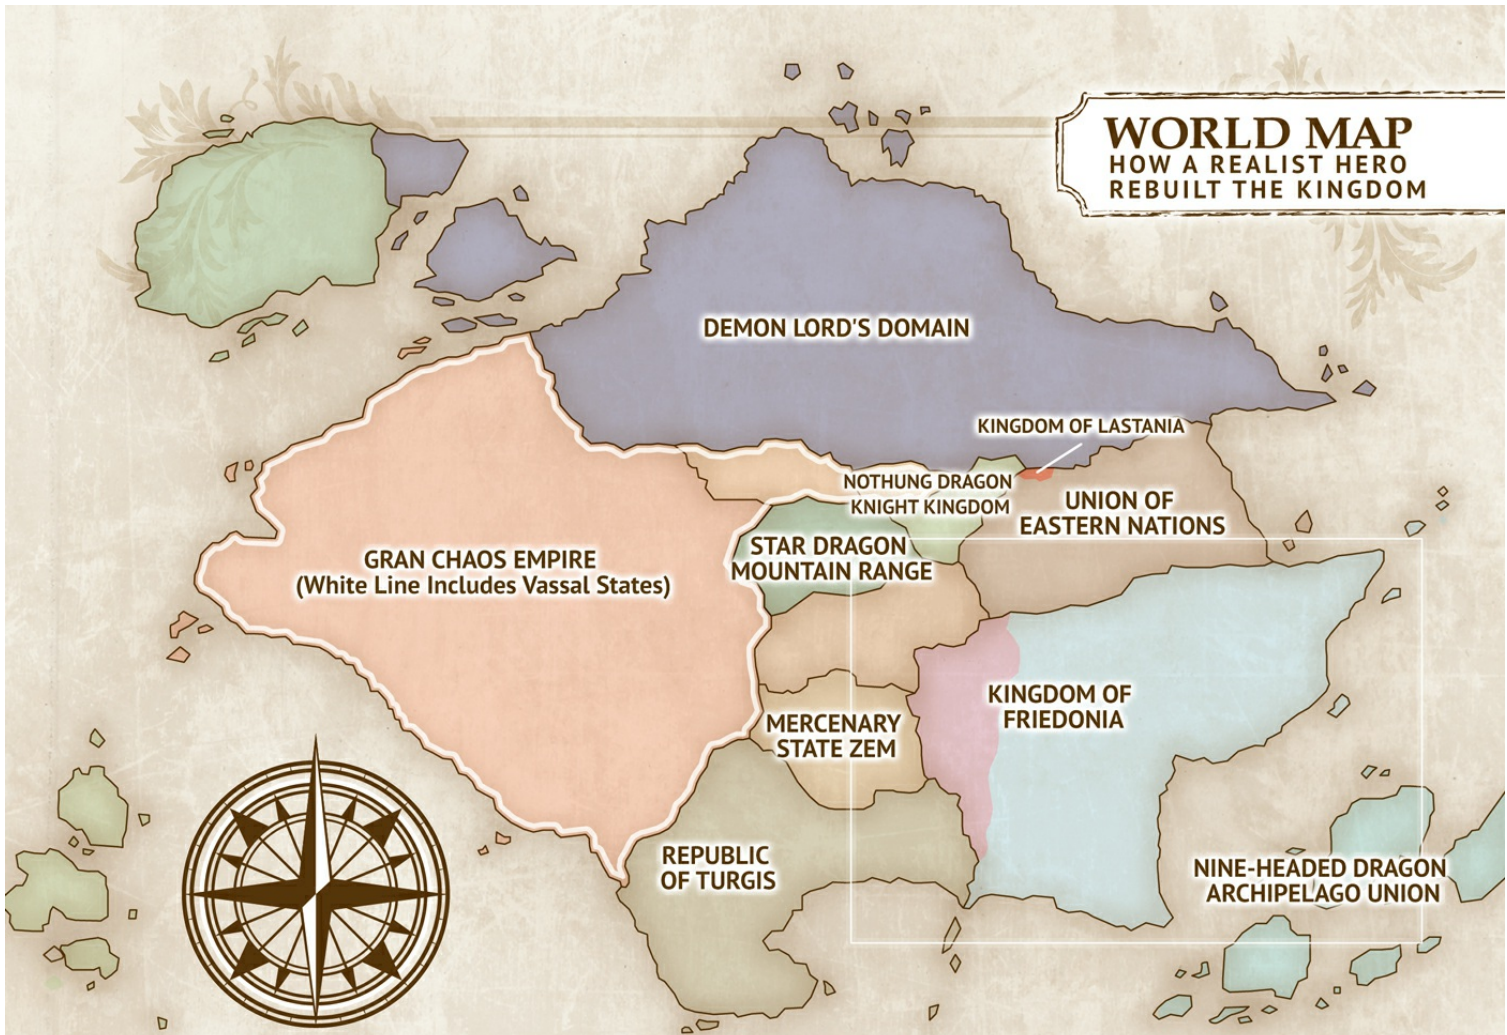 WORLD MAP
HOW A REALIST HERO
REBUILT THE KINGDOM
DEMON LORD'S DOMAIN
KINGDOM OF LASTANIA
NOTHUNG DRAGON
KNIGHT KINGDOM
UNION OF
EASTERN NATIONS
STAR DRAGON
MOUNTAIN RANGE
GRAN CHAOS EMPIRE
(White Line Includes Vassal States)
KINGDOM OF
FRIEDONIA
MERCENARY
STATE ZEM
REPUBLIC
OF TURGIS
NINE-HEADED DRAGON
ARCHIPELAGO UNION